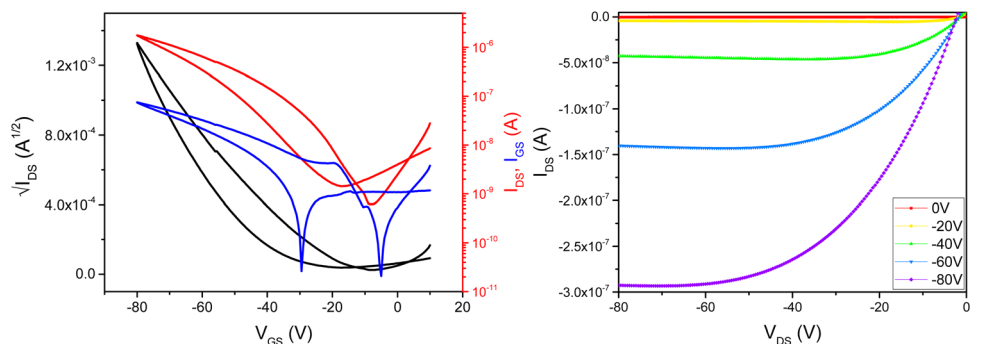 1.2x10⁻³
8.0x10⁻⁴
4.0x10⁻⁴
0.0
√I_DS (A^1/2)
-80
-60
-40
-20
0
20
V_GS (V)
10⁻⁶
10⁻⁷
10⁻⁸
10⁻⁹
10⁻¹⁰
10⁻¹¹
I_DS, I_GS (A)
0.0
-5.0x10⁻⁸
-1.0x10⁻⁷
-1.5x10⁻⁷
-2.0x10⁻⁷
-2.5x10⁻⁷
-3.0x10⁻⁷
I_DS (A)
-80
-60
-40
-20
0
V_DS (V)
0V
-20V
-40V
-60V
-80V